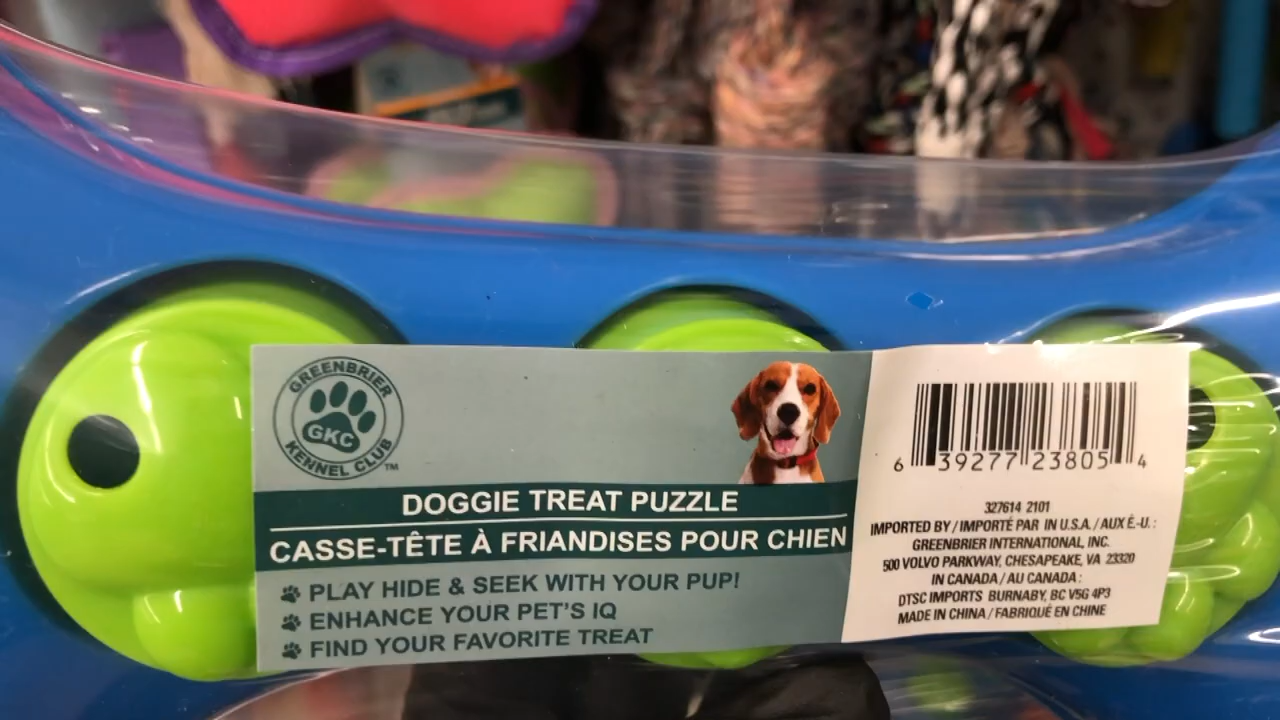 GREENBRIER
GKC
KENNEL CLUB™
DOGGIE TREAT PUZZLE
CASSE-TÊTE À FRIANDISES POUR CHIEN
PLAY HIDE & SEEK WITH YOUR PUP!
ENHANCE YOUR PET'S IQ
FIND YOUR FAVORITE TREAT
6 39277 23805 4
327614 2101
IMPORTED BY / IMPORTÉ PAR IN U.S.A. / AUX É.-U. :
GREENBRIER INTERNATIONAL, INC.
500 VOLVO PARKWAY, CHESAPEAKE, VA 23320
IN CANADA / AU CANADA :
DTSC IMPORTS BURNABY, BC V5G 4P3
MADE IN CHINA / FABRIQUÉ EN CHINE